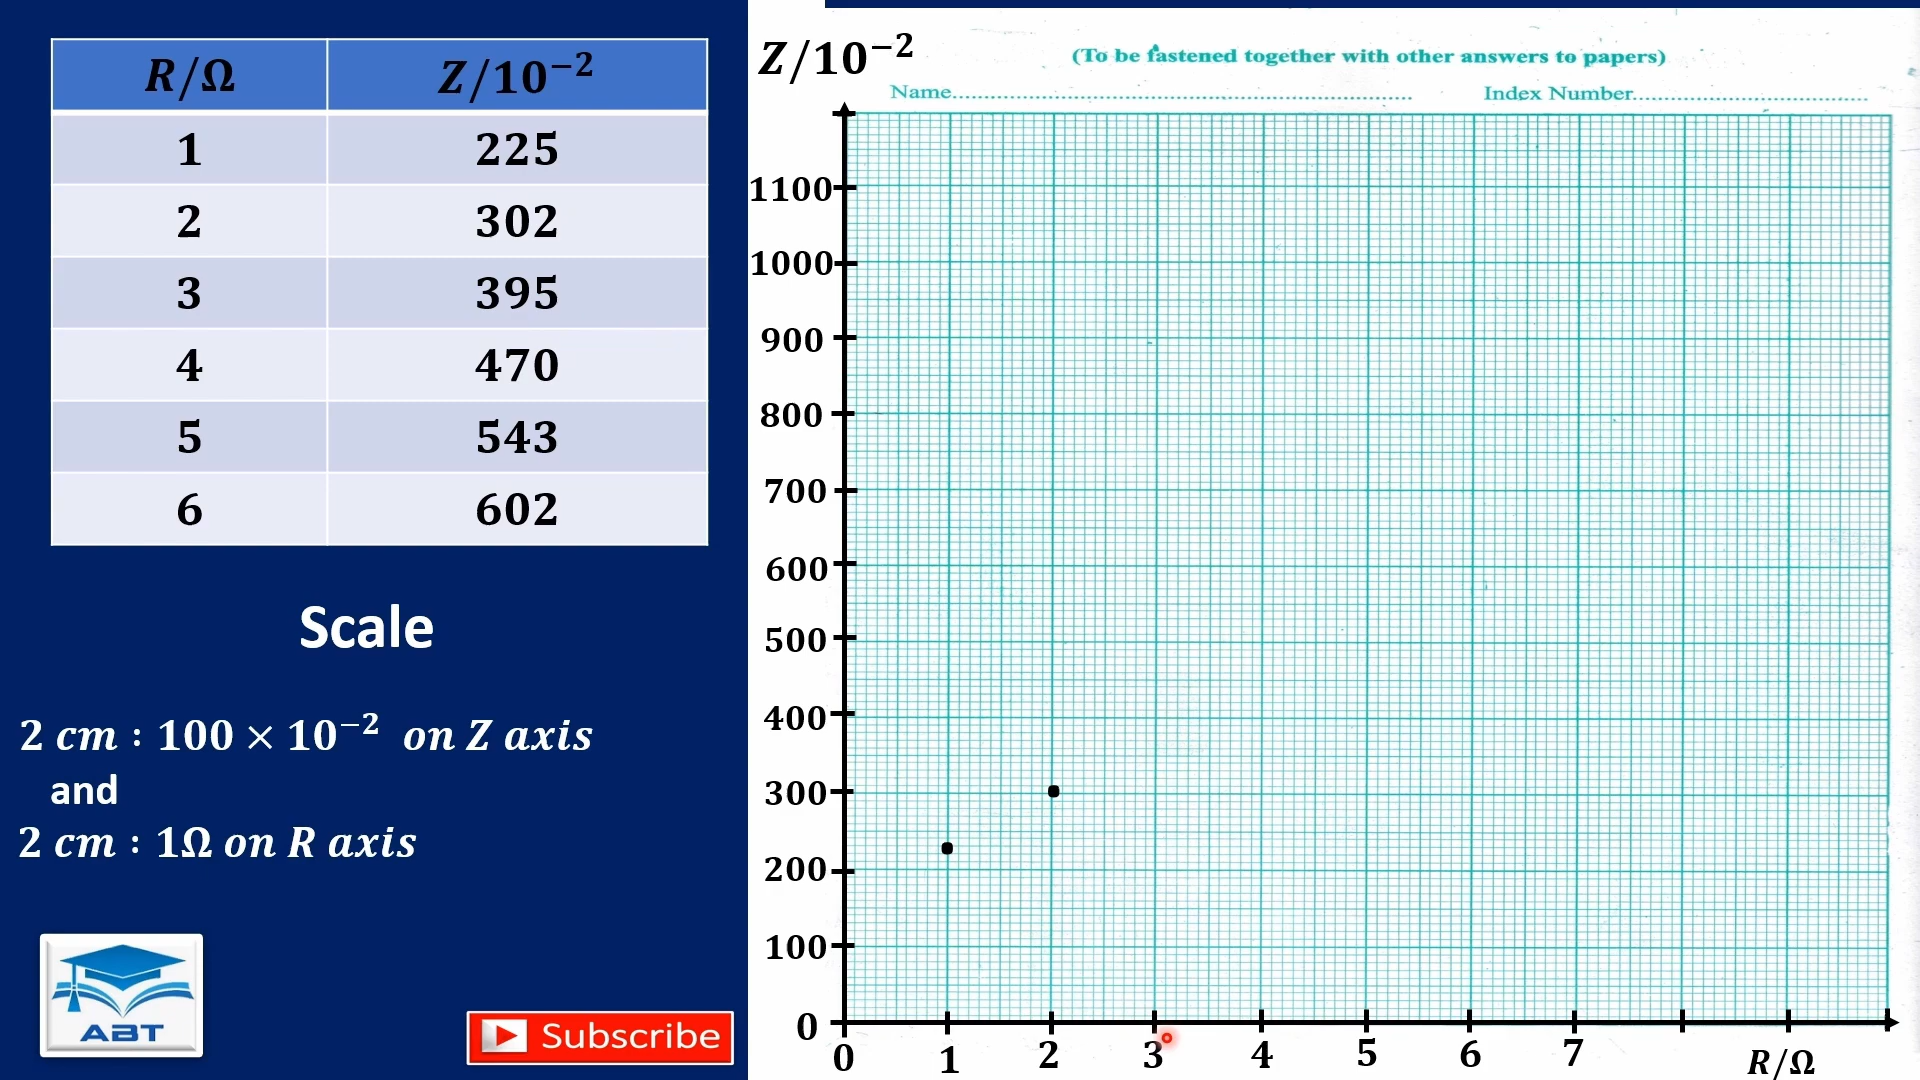 R/Ω Z/10⁻²
1 225
2 302
3 395
4 470
5 543
6 602
Scale
2 cm : 100 × 10⁻² on Z axis
and
2 cm : 1Ω on R axis
ABT
Subscribe
Z/10⁻²
(To be fastened together with other answers to papers)
Name.......... Index Number..........
1100
1000
900
800
700
600
500
400
300
200
100
0
0 1 2 3 4 5 6 7 R/Ω